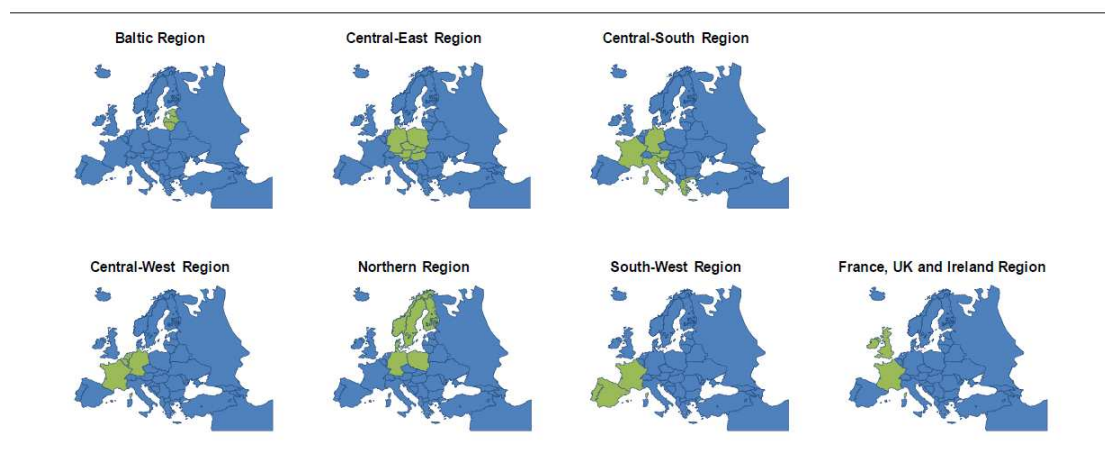 Baltic Region
Central-East Region
Central-South Region
Central-West Region
Northern Region
South-West Region
France, UK and Ireland Region